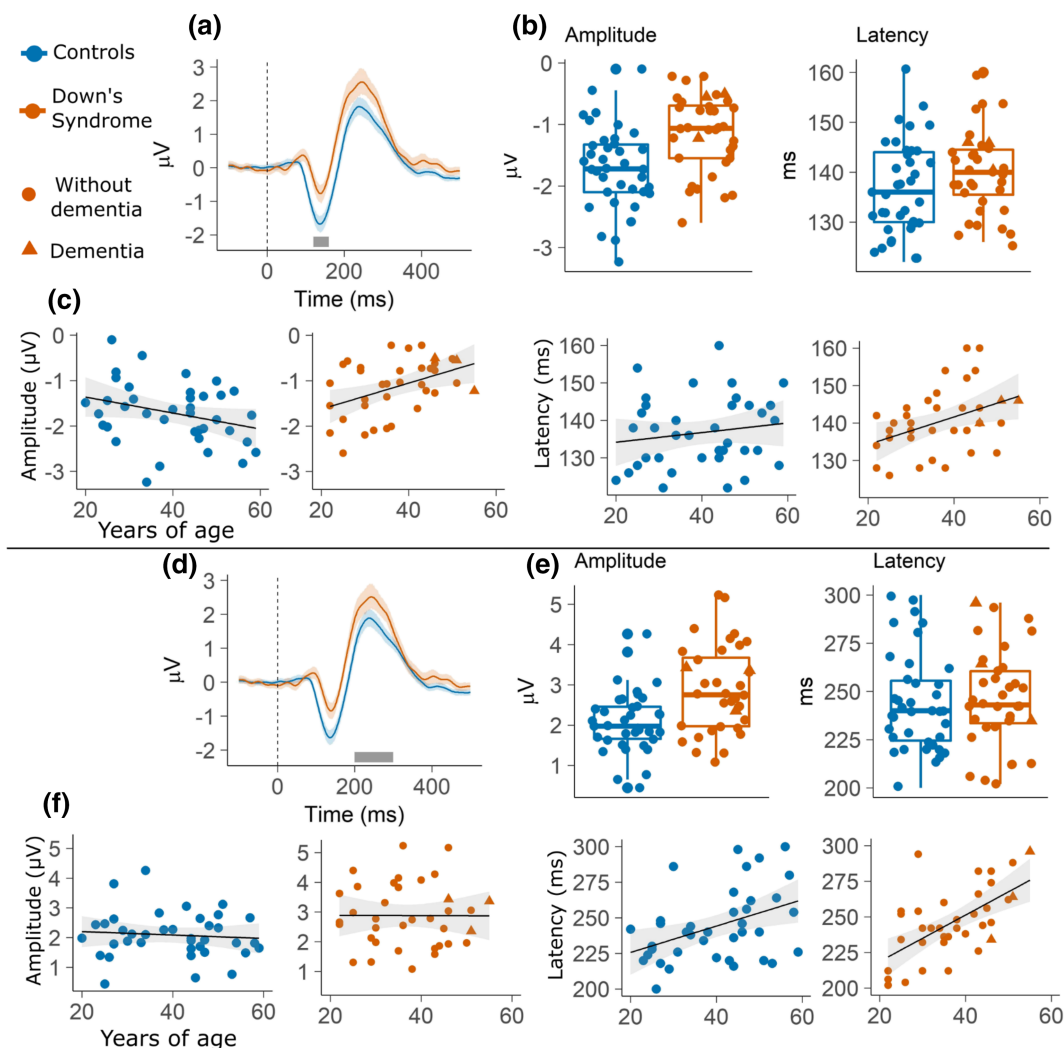 Controls
Down's
Syndrome
Without
dementia
Dementia
(a)
3
2
1
0
-1
-2
µV
0 200 400
Time (ms)
(b)
Amplitude
0
-1
-2
-3
µV
Latency
160
150
140
130
ms
(c)
Amplitude (µV)
0
-1
-2
-3
20 40 60
Years of age
0
-1
-2
-3
20 40 60
Latency (ms)
160
150
140
130
20 40 60
160
150
140
130
20 40 60
(d)
3
2
1
0
-1
-2
µV
0 200 400
Time (ms)
(e)
Amplitude
5
4
3
2
1
µV
Latency
300
275
250
225
200
ms
(f)
Amplitude (µV)
5
4
3
2
1
20 40 60
Years of age
5
4
3
2
1
20 40 60
Latency (ms)
300
275
250
225
200
20 40 60
300
275
250
225
200
20 40 60